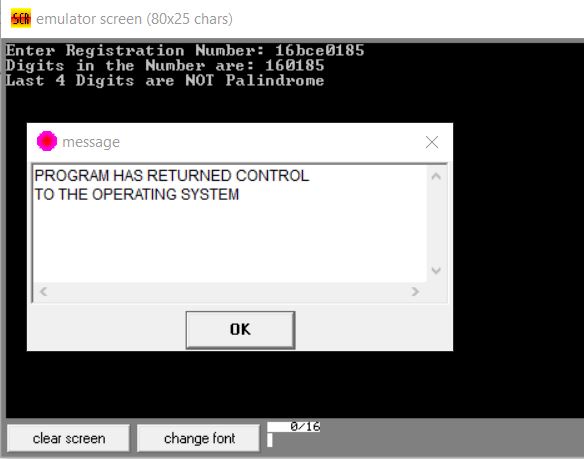 SCR emulator screen (80x25 chars)
Enter Registration Number: 16bce0185
Digits in the Number are: 160185
Last 4 Digits are NOT Palindrome
message
PROGRAM HAS RETURNED CONTROL
TO THE OPERATING SYSTEM
OK
clear screen
change font
0/16